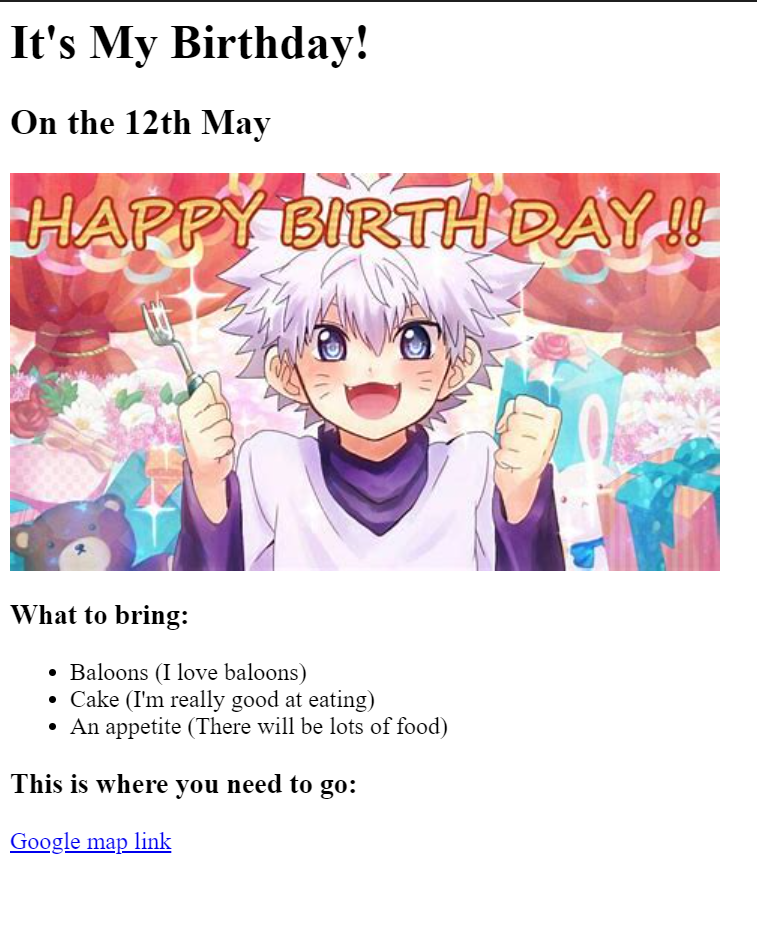 It's My Birthday!
On the 12th May
HAPPY BIRTH DAY !!
What to bring:
Baloons (I love baloons)
Cake (I'm really good at eating)
An appetite (There will be lots of food)
This is where you need to go:
Google map link